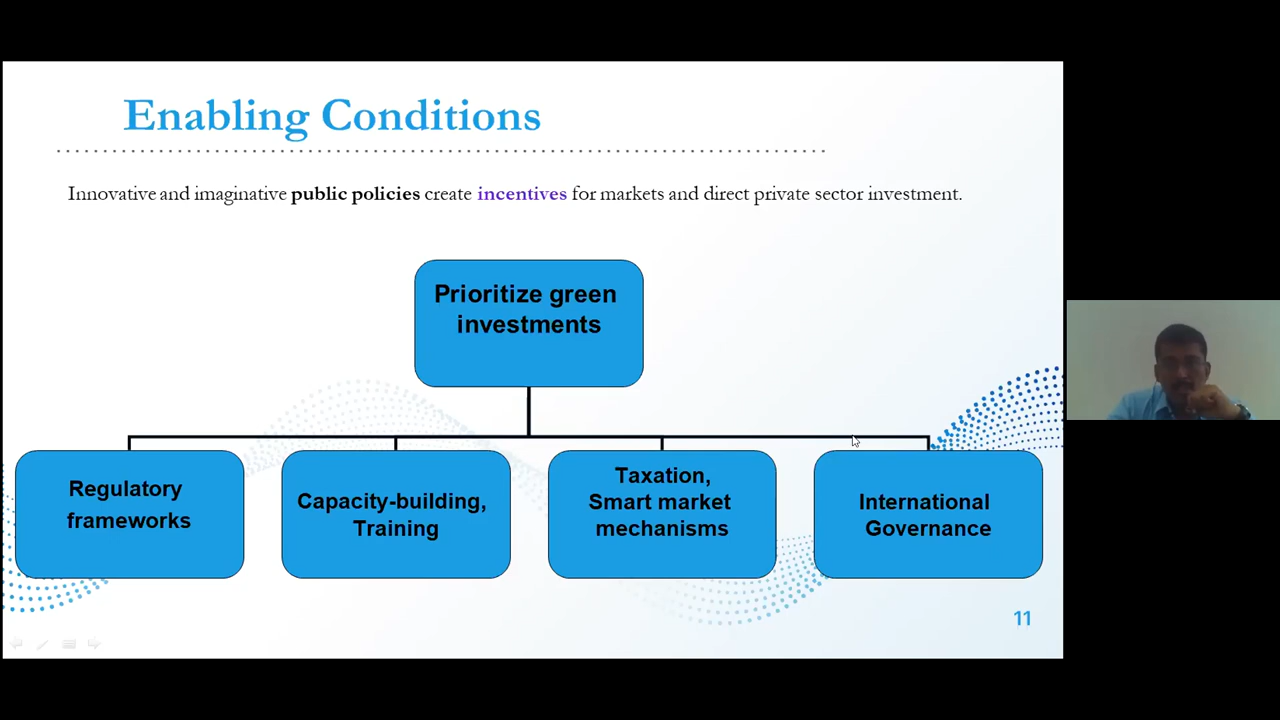 Enabling Conditions
Innovative and imaginative public policies create incentives for markets and direct private sector investment.
Prioritize green
investments
Regulatory
frameworks
Capacity-building,
Training
Taxation,
Smart market
mechanisms
International
Governance
11